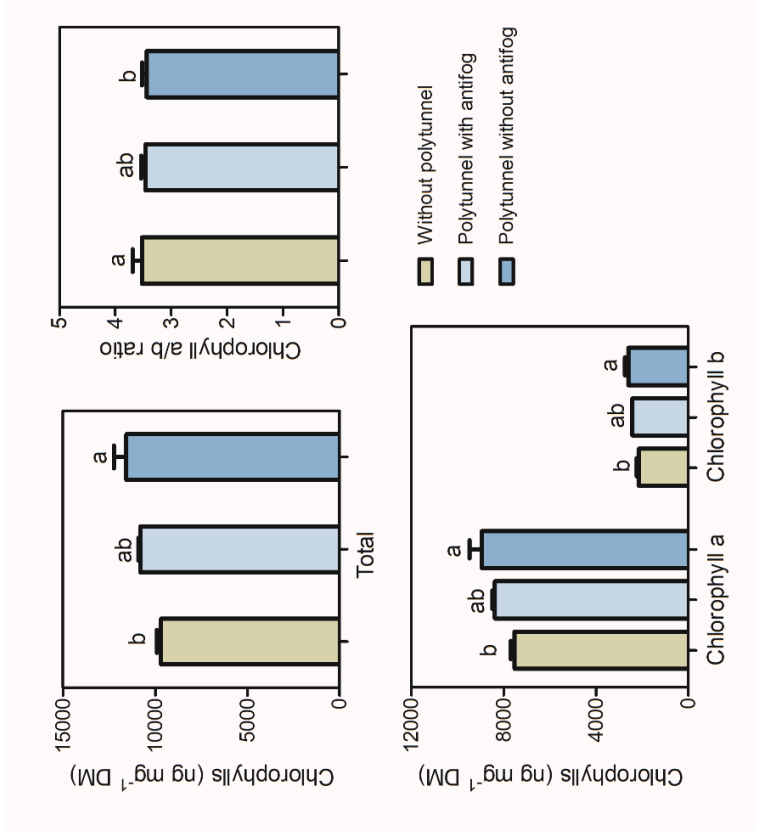 Chlorophylls (ng mg⁻¹ DM)
15000
10000
5000
0
b
ab
a
Total
Chlorophyll a/b ratio
5
4
3
2
1
0
a
ab
b
Chlorophylls (ng mg⁻¹ DM)
12000
8000
4000
0
b
ab
a
b
ab
a
Chlorophyll a
Chlorophyll b
Without polytunnel
Polytunnel with antifog
Polytunnel without antifog